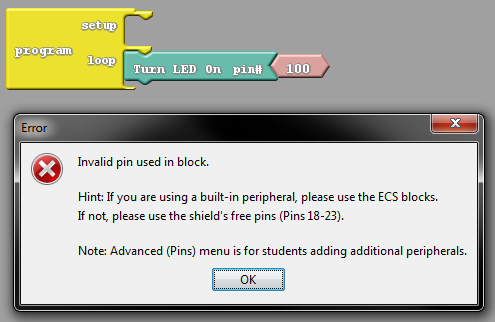 setup
program
loop
Turn LED On pin# 100
Error
Invalid pin used in block.
Hint: If you are using a built-in peripheral, please use the ECS blocks.
If not, please use the shield's free pins (Pins 18-23).
Note: Advanced (Pins) menu is for students adding additional peripherals.
OK